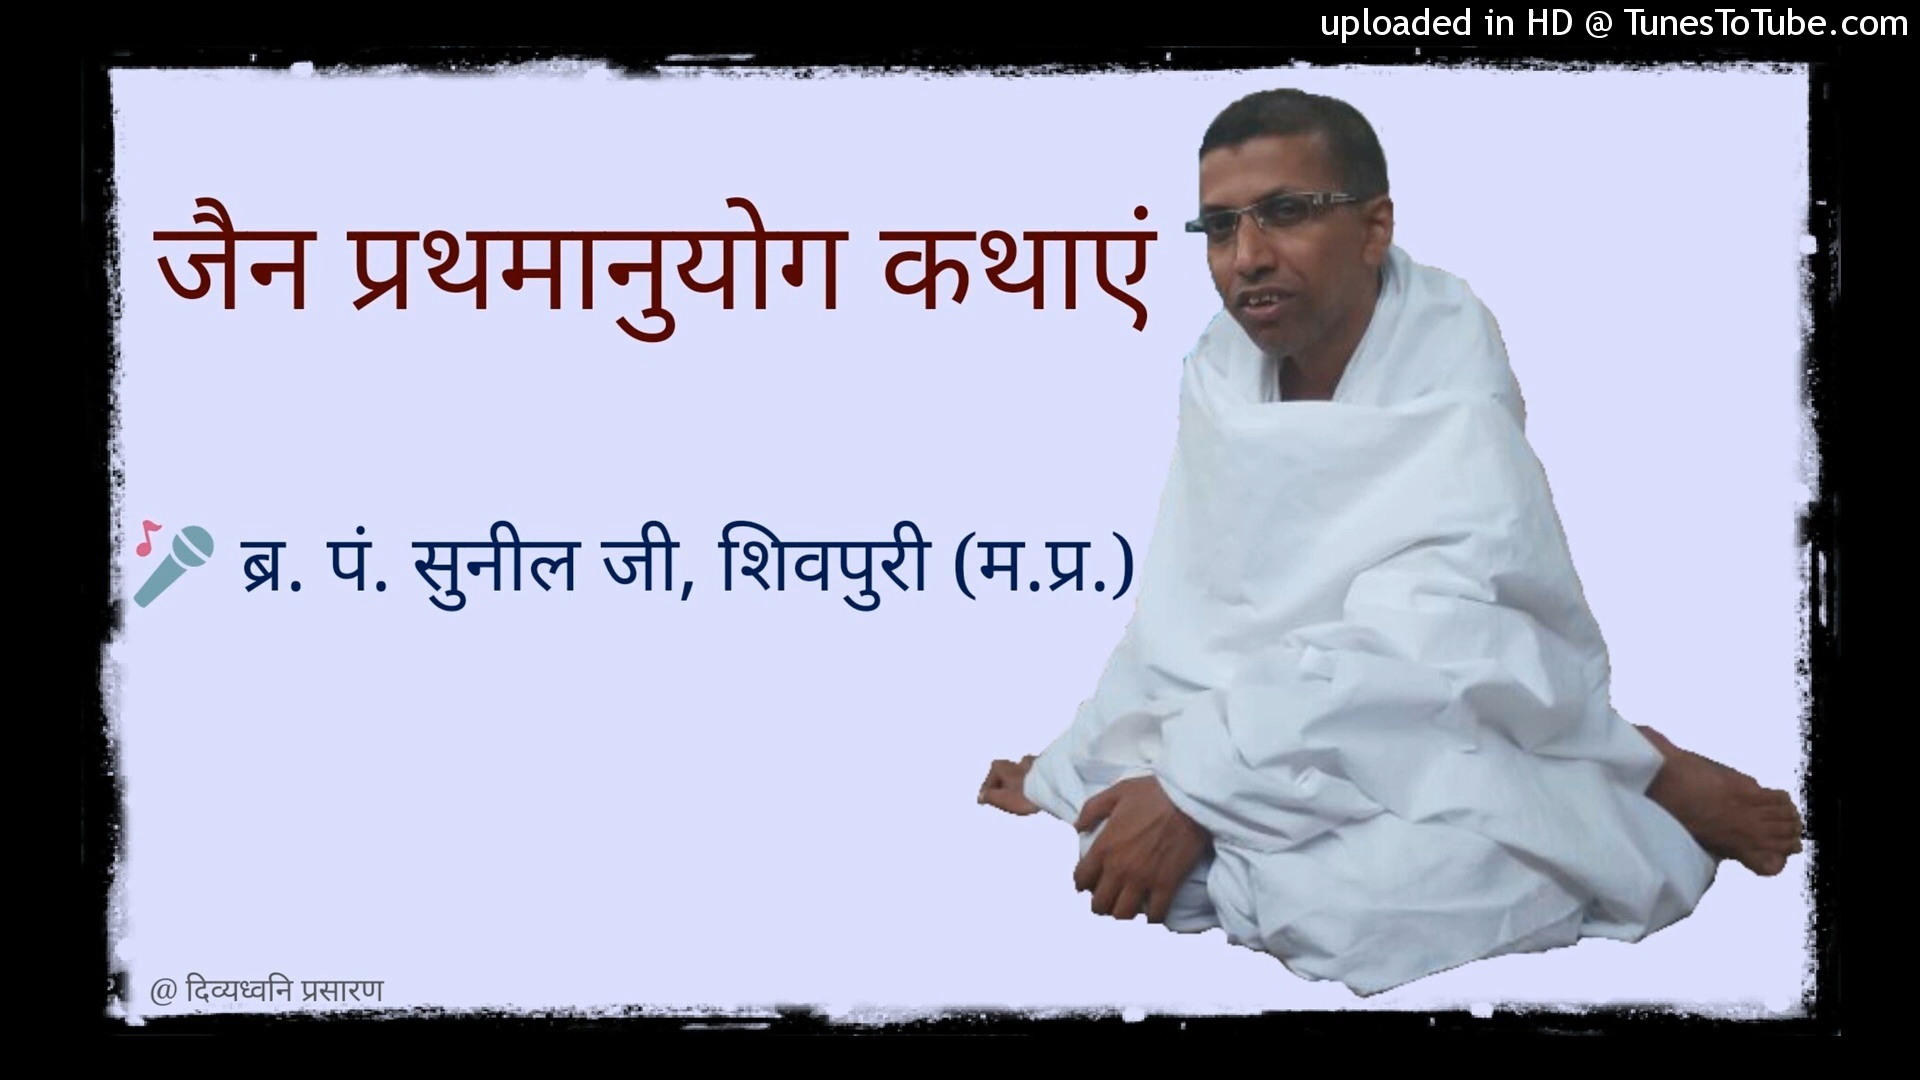 uploaded in HD @ TunesToTube.com
जैन प्रथमानुयोग कथाएं
ब्र. पं. सुनील जी, शिवपुरी (म.प्र.)
@ दिव्यध्वनि प्रसारण